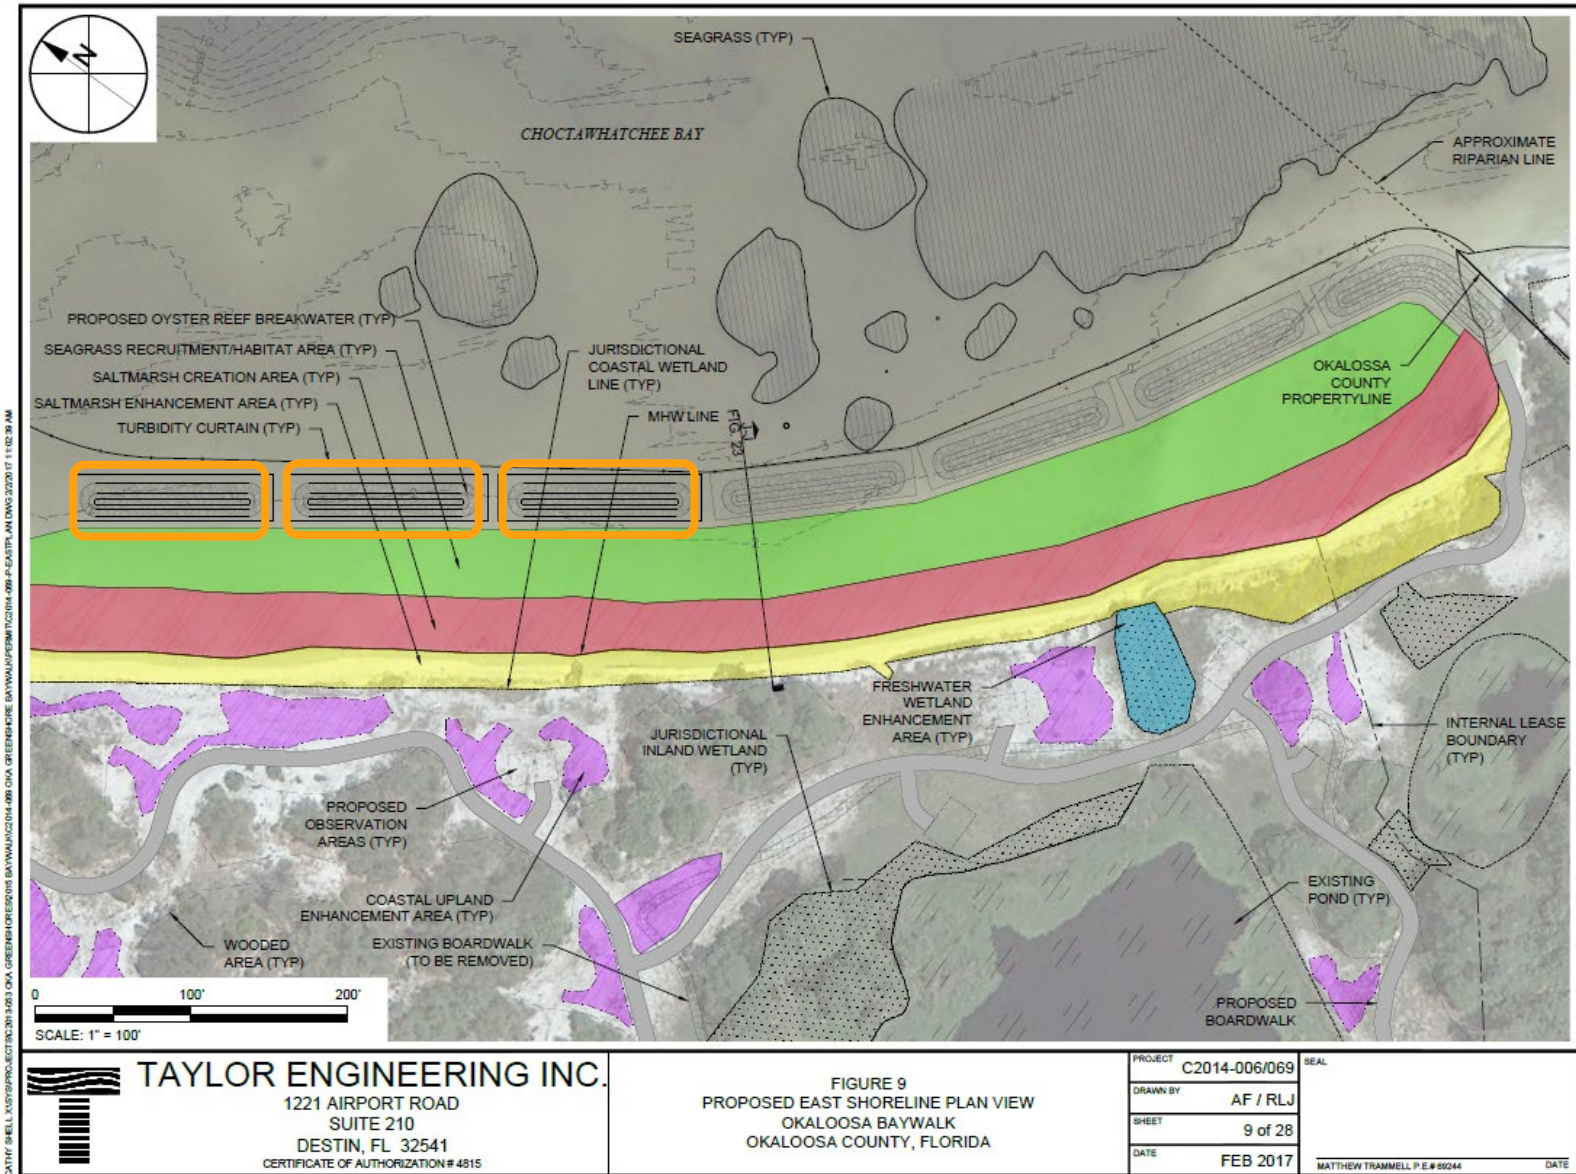 N
SEAGRASS (TYP)
CHOCTAWHATCHEE BAY
APPROXIMATE
RIPARIAN LINE
PROPOSED OYSTER REEF BREAKWATER (TYP)
SEAGRASS RECRUITMENT/HABITAT AREA (TYP)
SALTMARSH CREATION AREA (TYP)
SALTMARSH ENHANCEMENT AREA (TYP)
TURBIDITY CURTAIN (TYP)
JURISDICTIONAL
COASTAL WETLAND
LINE (TYP)
MHW LINE
FIG 23
OKALOSSA
COUNTY
PROPERTYLINE
FRESHWATER
WETLAND
ENHANCEMENT
AREA (TYP)
JURISDICTIONAL
INLAND WETLAND
(TYP)
INTERNAL LEASE
BOUNDARY
(TYP)
PROPOSED
OBSERVATION
AREAS (TYP)
COASTAL UPLAND
ENHANCEMENT AREA (TYP)
EXISTING BOARDWALK
(TO BE REMOVED)
WOODED
AREA (TYP)
EXISTING
POND (TYP)
PROPOSED
BOARDWALK
0 100' 200'
SCALE: 1" = 100'
TAYLOR ENGINEERING INC.
1221 AIRPORT ROAD
SUITE 210
DESTIN, FL 32541
CERTIFICATE OF AUTHORIZATION # 4815
FIGURE 9
PROPOSED EAST SHORELINE PLAN VIEW
OKALOOSA BAYWALK
OKALOOSA COUNTY, FLORIDA
PROJECT C2014-006/069
DRAWN BY AF / RLJ
SHEET 9 of 28
DATE FEB 2017
SEAL
MATTHEW TRAMMELL P.E.# 69244 DATE